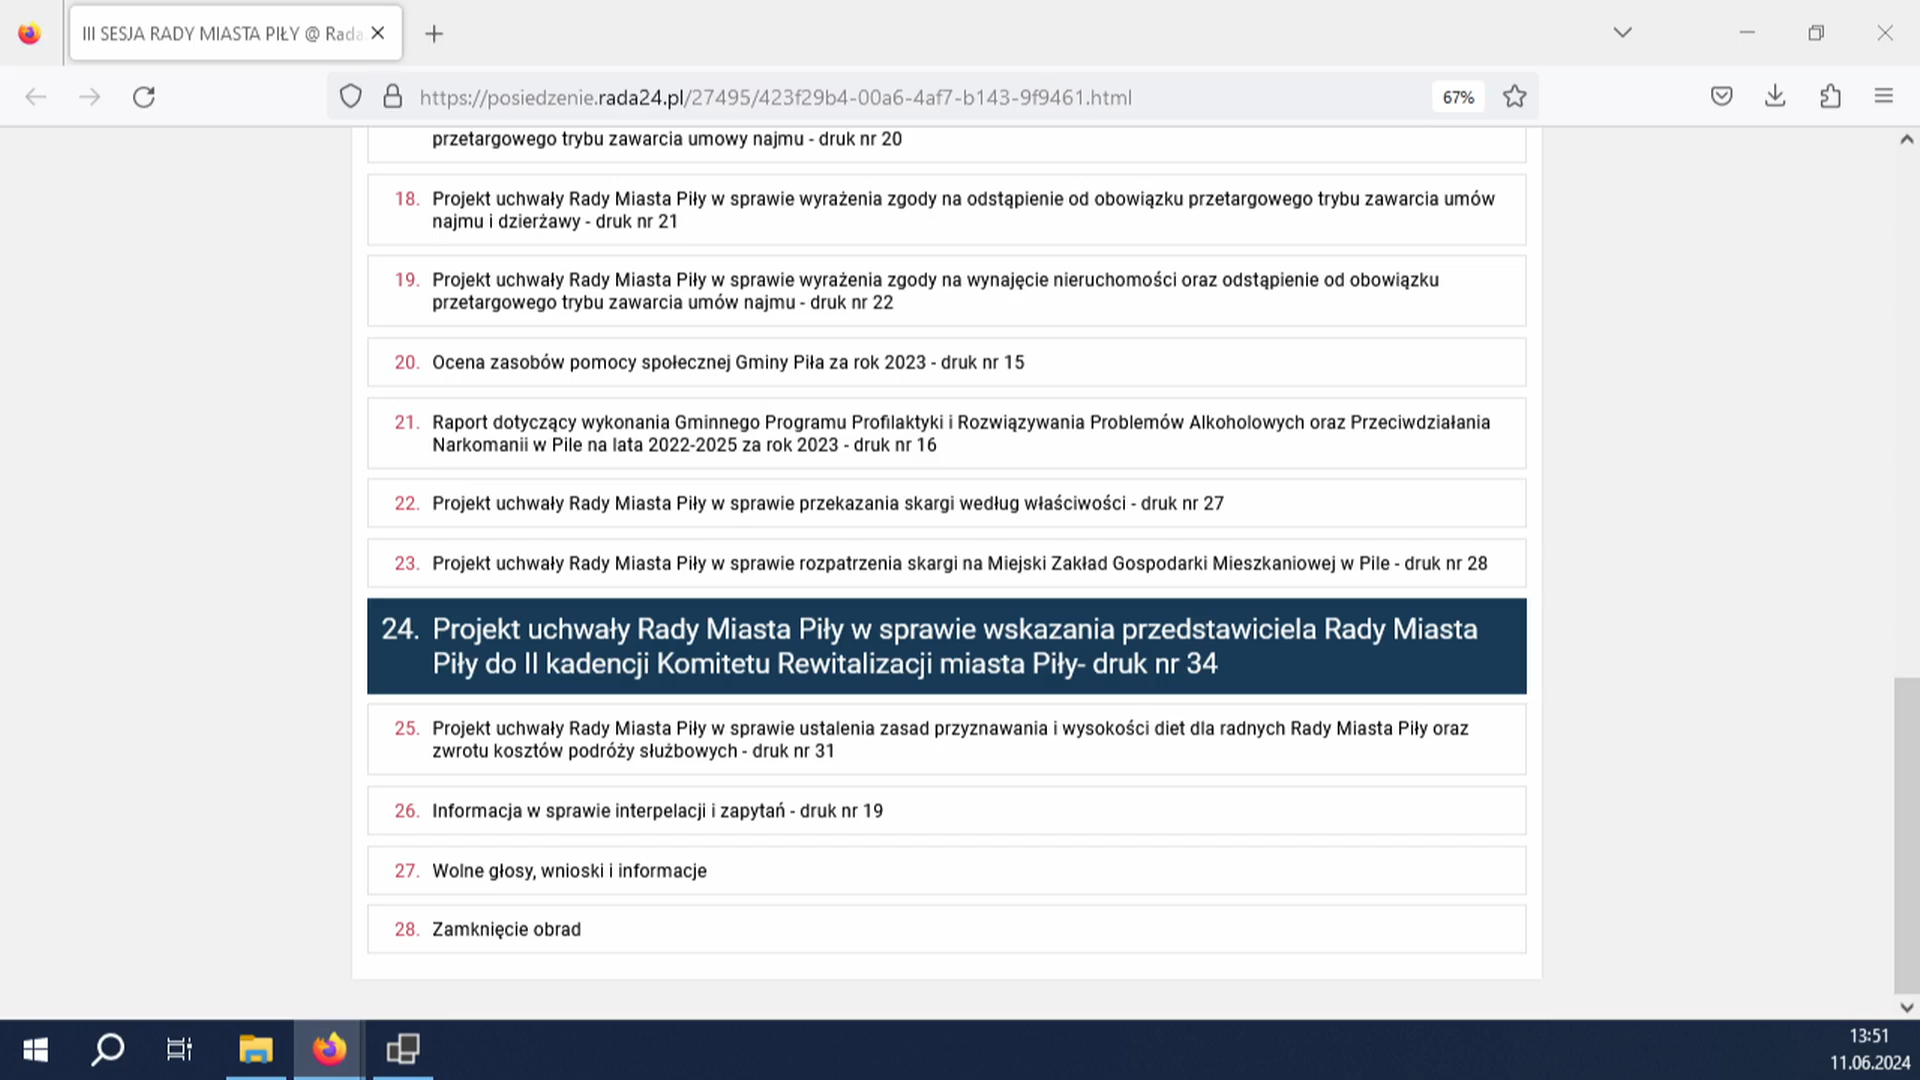 III SESJA RADY MIASTA PIŁY @ Rada
https://posiedzenie.rada24.pl/27495/423f29b4-00a6-4af7-b143-9f9461.html
67%
przetargowego trybu zawarcia umowy najmu - druk nr 20
18. Projekt uchwały Rady Miasta Piły w sprawie wyrażenia zgody na odstąpienie od obowiązku przetargowego trybu zawarcia umów
najmu i dzierżawy - druk nr 21
19. Projekt uchwały Rady Miasta Piły w sprawie wyrażenia zgody na wynajęcie nieruchomości oraz odstąpienie od obowiązku
przetargowego trybu zawarcia umów najmu - druk nr 22
20. Ocena zasobów pomocy społecznej Gminy Piła za rok 2023 - druk nr 15
21. Raport dotyczący wykonania Gminnego Programu Profilaktyki i Rozwiązywania Problemów Alkoholowych oraz Przeciwdziałania
Narkomanii w Pile na lata 2022-2025 za rok 2023 - druk nr 16
22. Projekt uchwały Rady Miasta Piły w sprawie przekazania skargi według właściwości - druk nr 27
23. Projekt uchwały Rady Miasta Piły w sprawie rozpatrzenia skargi na Miejski Zakład Gospodarki Mieszkaniowej w Pile - druk nr 28
24. Projekt uchwały Rady Miasta Piły w sprawie wskazania przedstawiciela Rady Miasta
Piły do II kadencji Komitetu Rewitalizacji miasta Piły- druk nr 34
25. Projekt uchwały Rady Miasta Piły w sprawie ustalenia zasad przyznawania i wysokości diet dla radnych Rady Miasta Piły oraz
zwrotu kosztów podróży służbowych - druk nr 31
26. Informacja w sprawie interpelacji i zapytań - druk nr 19
27. Wolne głosy, wnioski i informacje
28. Zamknięcie obrad
13:51
11.06.2024